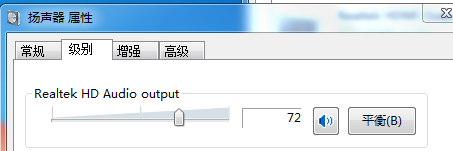 扬声器 属性
常规 级别 增强 高级
Realtek HD Audio output
72 平衡(B)